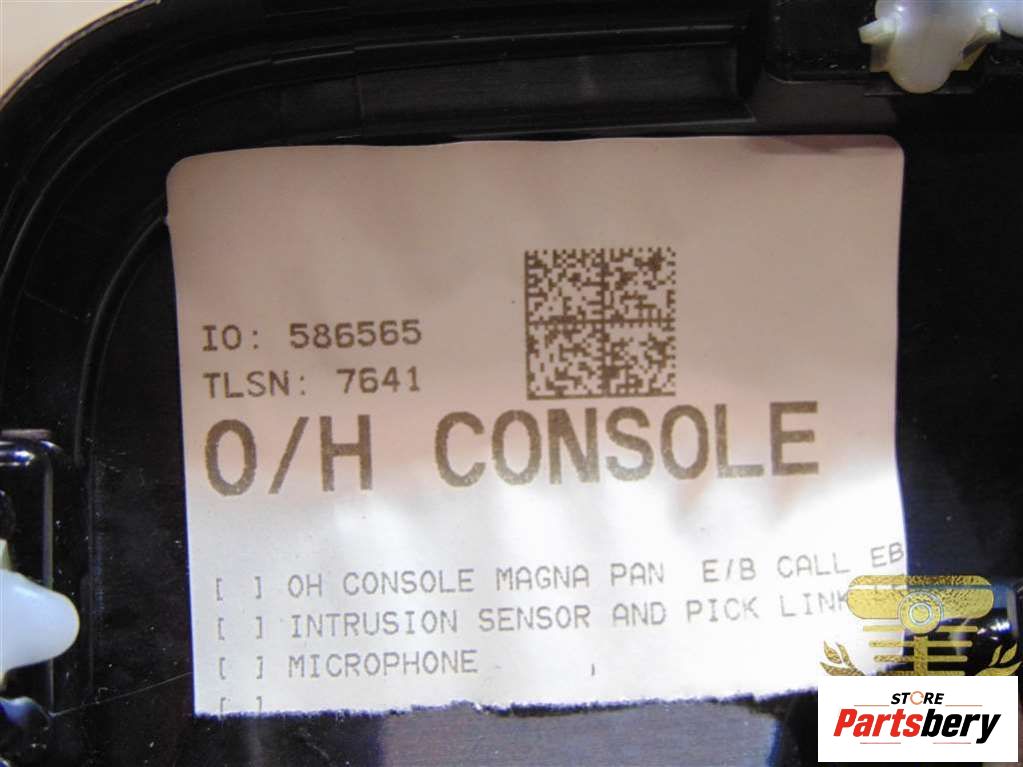 IO: 586565
TLSN: 7641
O/H CONSOLE
[ ] OH CONSOLE MAGNA PAN E/B CALL EB
[ ] INTRUSION SENSOR AND PICK LINK
[ ] MICROPHONE ,
[ ]
STORE
Partsbery